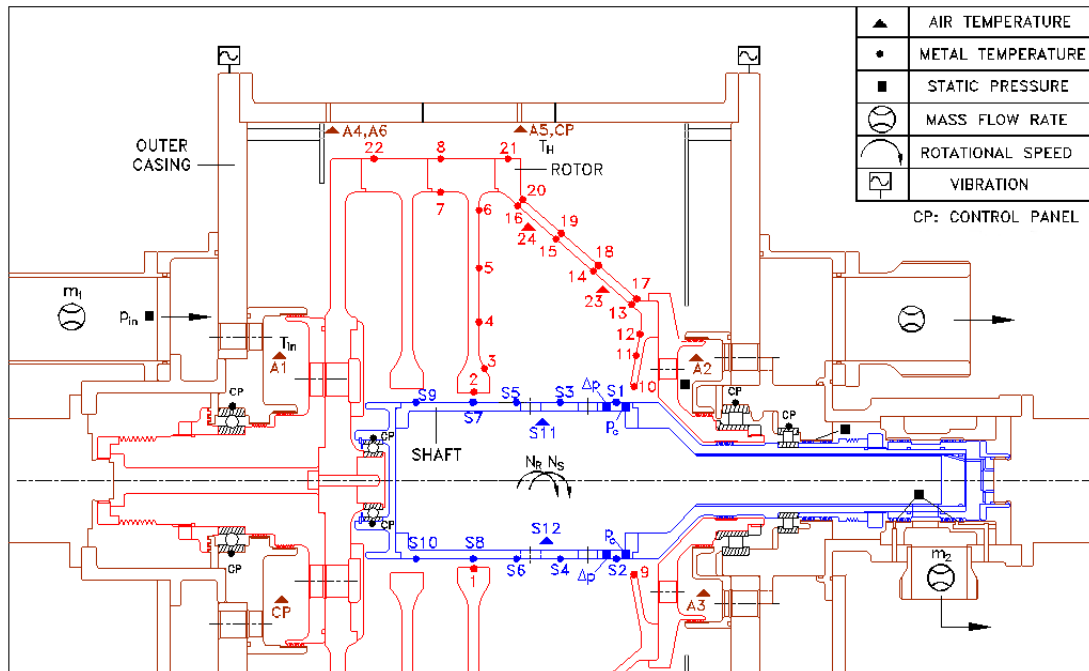 AIR TEMPERATURE
METAL TEMPERATURE
STATIC PRESSURE
MASS FLOW RATE
ROTATIONAL SPEED
VIBRATION
CP: CONTROL PANEL
A4,A6
A5,CP
T_H
OUTER
CASING
22
8
21
ROTOR
7
6
20
16
19
24
15
5
18
14
23
17
13
m₁
p_in
4
12
T_in
A1
3
11
A2
2
10
CP
S9
S7
S5
S3
Δp
S1
CP
CP
S11
p_c
CP
SHAFT
N_R N_S
CP
S12
p_c
S10
S8
S6
S4
Δp
S2
CP
1
9
m₂
CP
A3